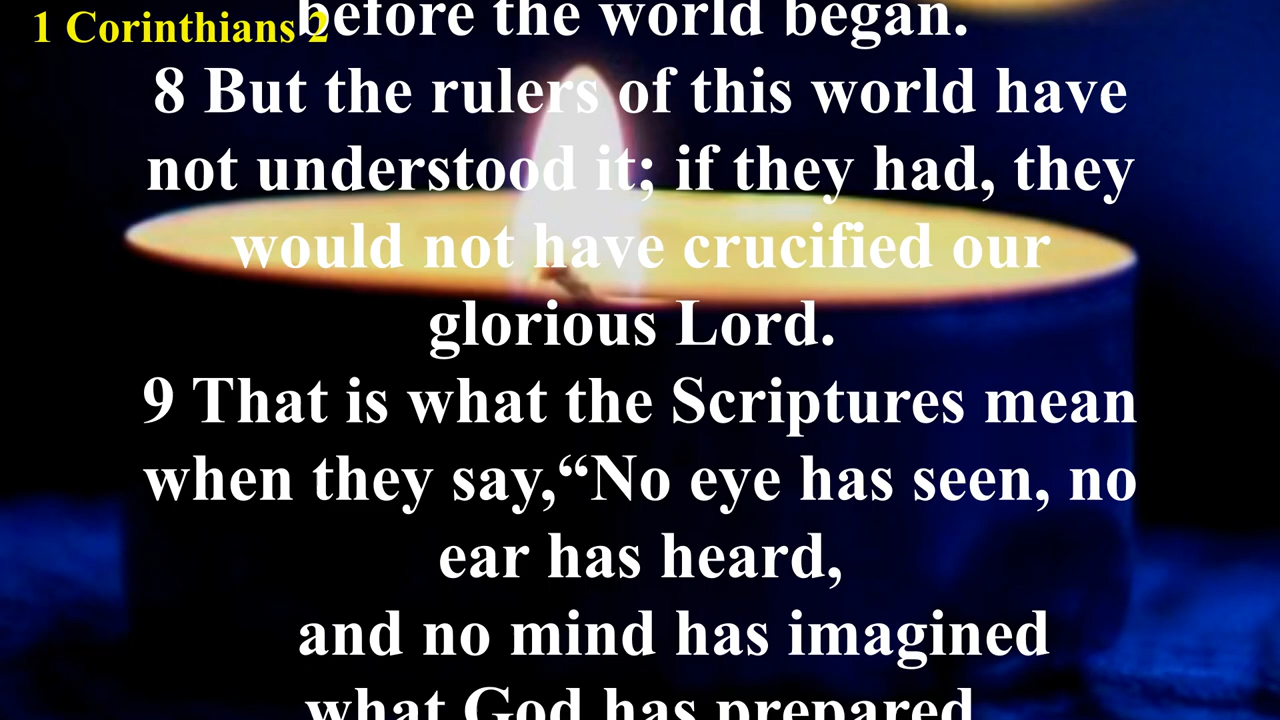 1 Corinthians 2
before the world began.
8 But the rulers of this world have
not understood it; if they had, they
would not have crucified our
glorious Lord.
9 That is what the Scriptures mean
when they say,“No eye has seen, no
ear has heard,
and no mind has imagined
what God has prepared